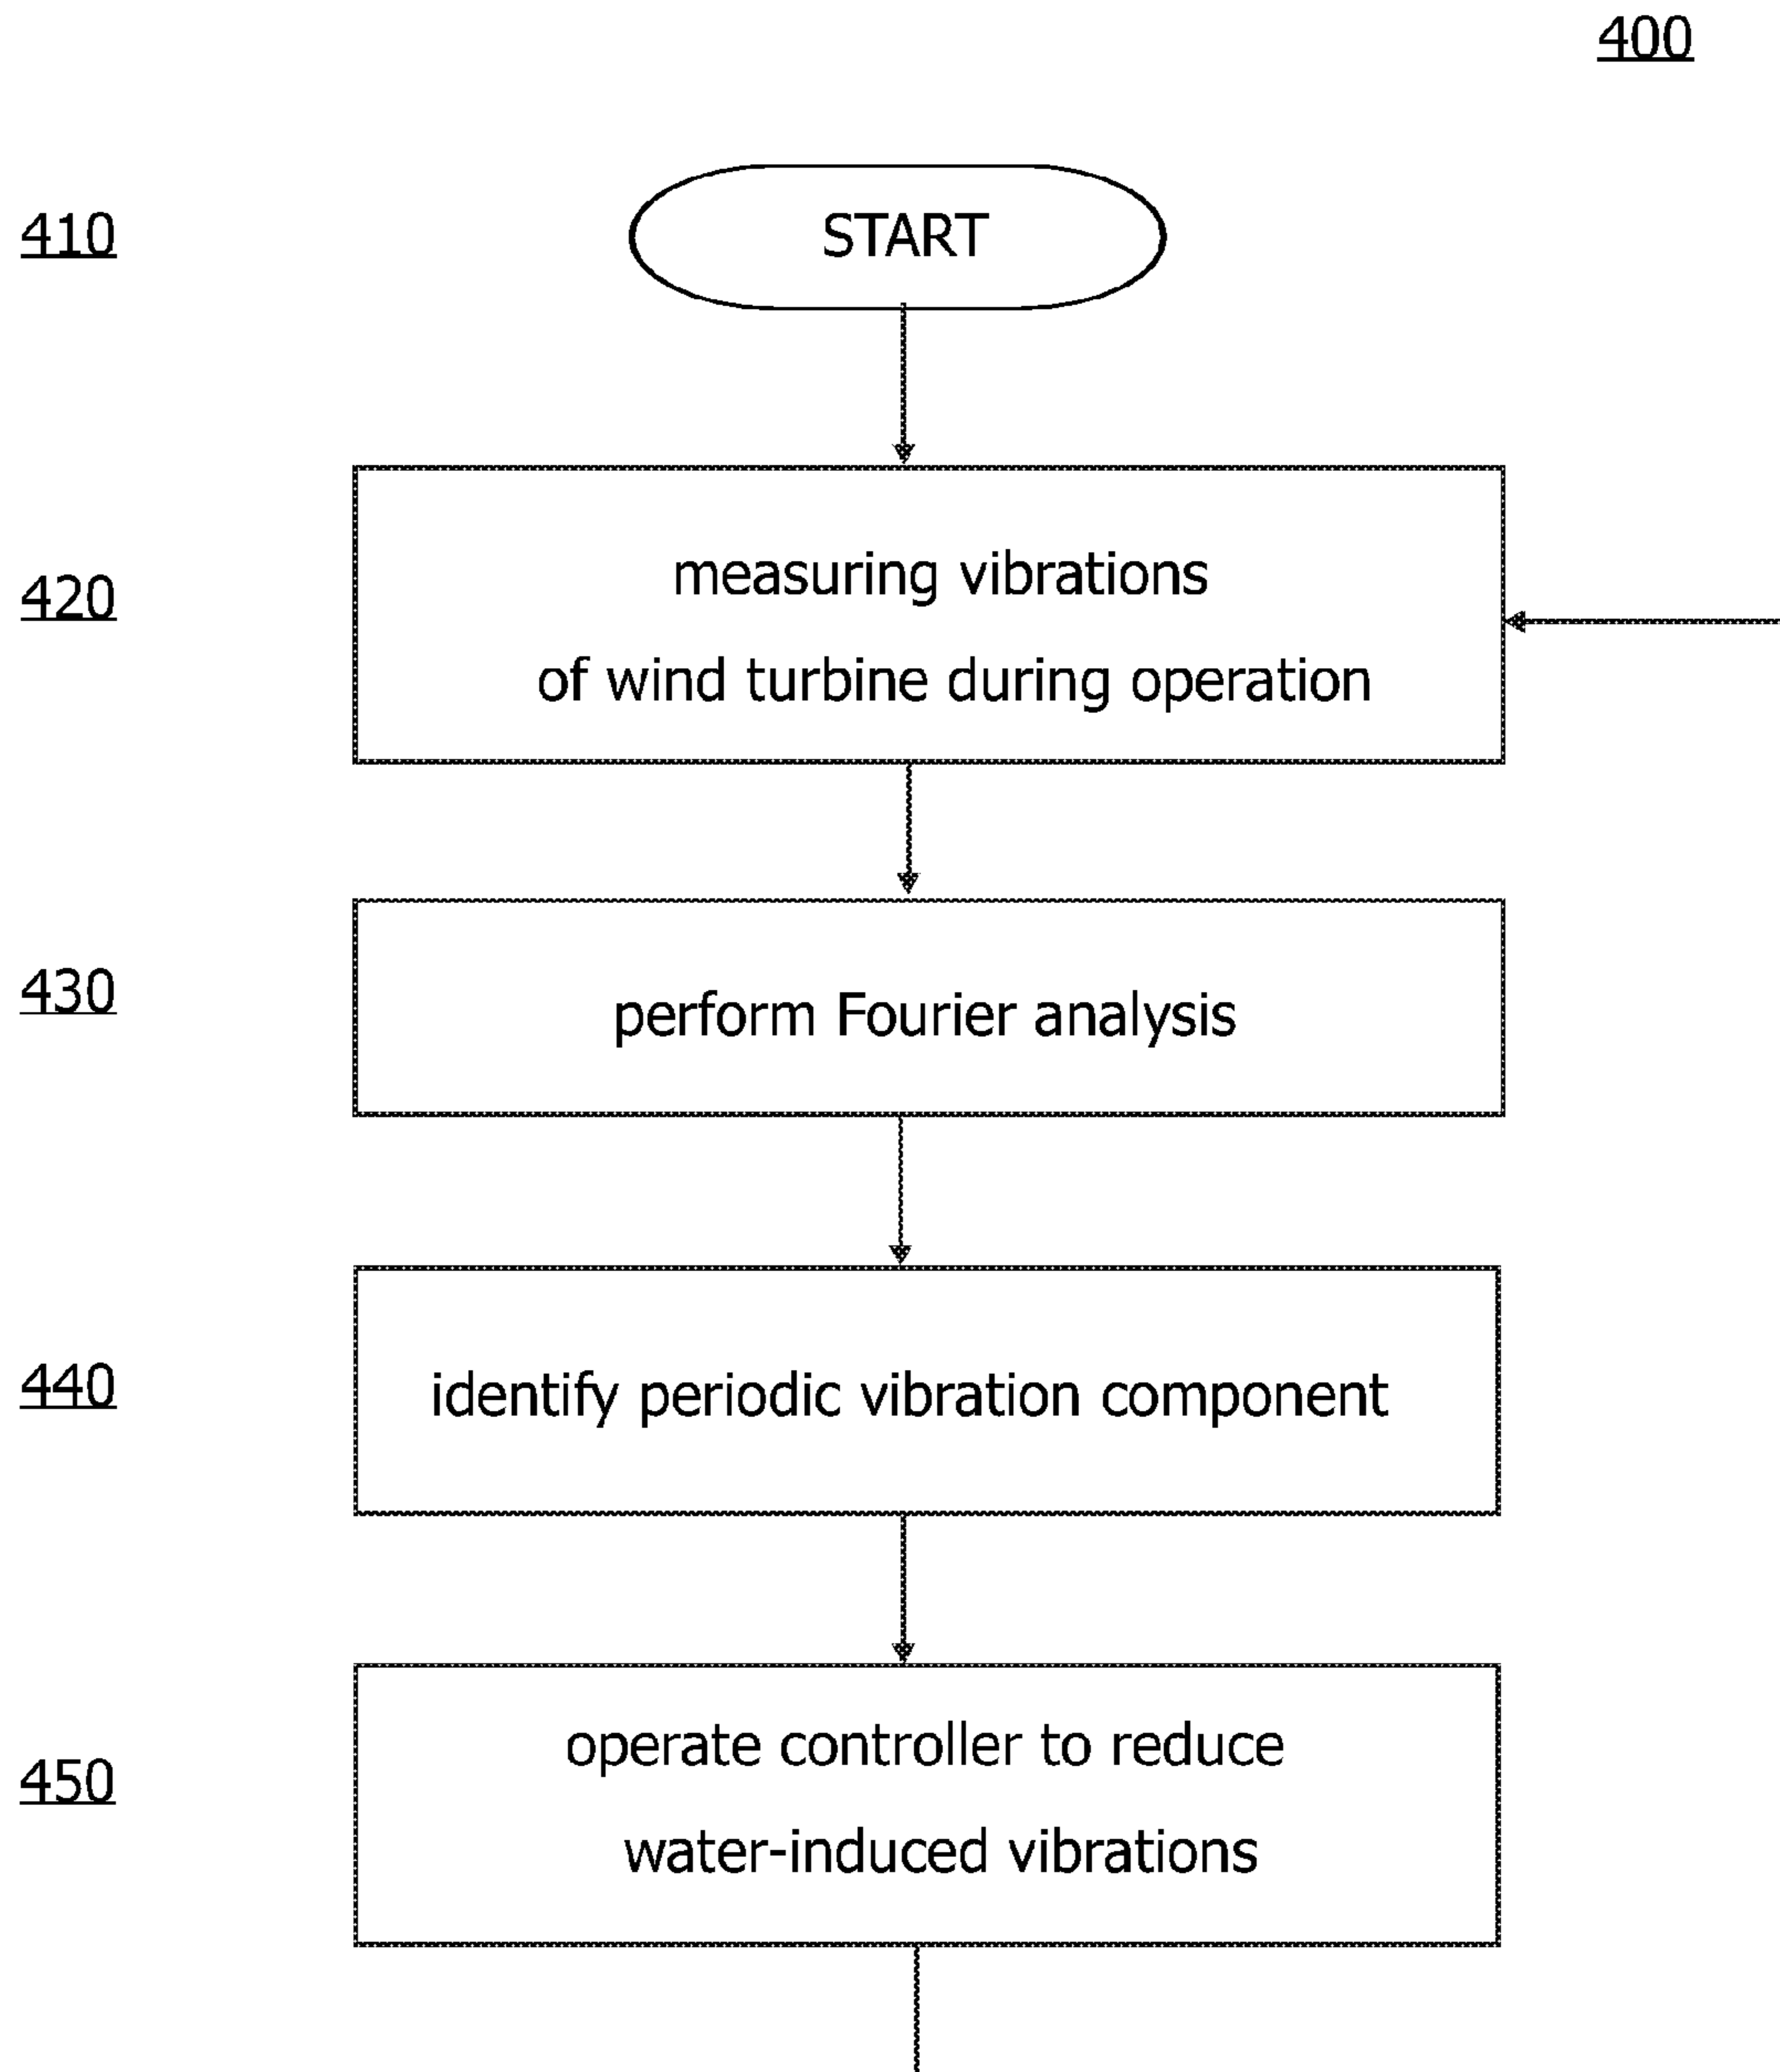 400
410
START
420
measuring vibrations
of wind turbine during operation
430
perform Fourier analysis
440
identify periodic vibration component
450
operate controller to reduce
water-induced vibrations